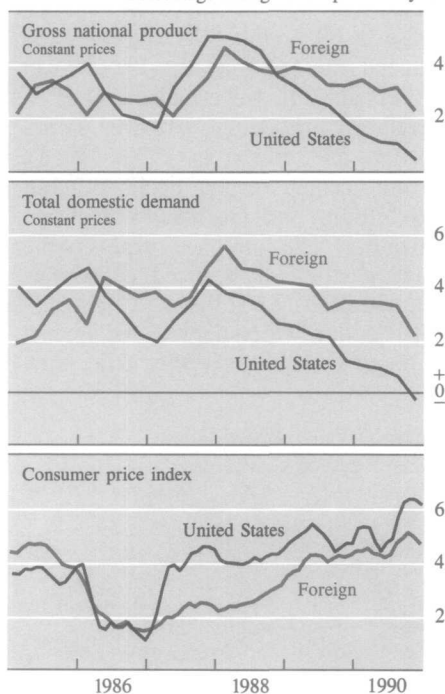 Gross national product
Constant prices
Foreign
4
2
United States
Total domestic demand
Constant prices
6
Foreign
4
2
United States
+
0
−
Consumer price index
6
United States
4
Foreign
2
1986 1988 1990